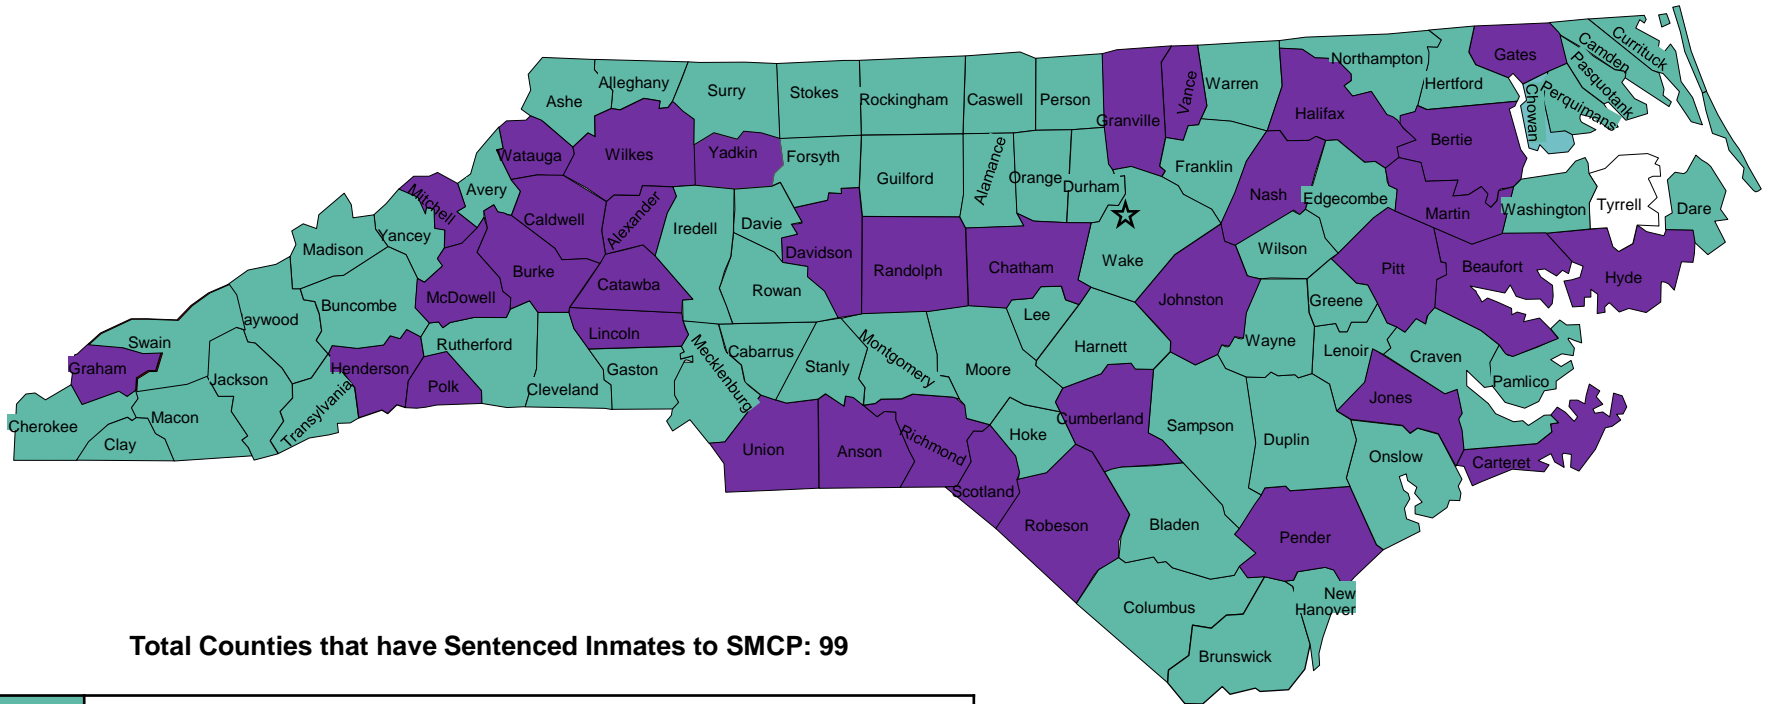 Gates
Camden
Currituck
Northampton
Hertford
Pasquotank
Perquimans
Chowan
Alleghany
Ashe
Surry
Stokes
Rockingham
Caswell
Person
Granville
Vance
Warren
Halifax
Bertie
Watauga
Wilkes
Yadkin
Forsyth
Guilford
Alamance
Orange
Durham
Franklin
Nash
Edgecombe
Martin
Washington
Tyrrell
Dare
Mitchell
Avery
Caldwell
Alexander
Iredell
Davie
Davidson
Randolph
Chatham
Wake
Wilson
Pitt
Beaufort
Hyde
Madison
Yancey
Burke
Catawba
Rowan
Johnston
Greene
McDowell
Buncombe
aywood
Lee
Swain
Graham
Jackson
Henderson
Rutherford
Polk
Lincoln
Gaston
Cleveland
Mecklenburg
Cabarrus
Stanly
Montgomery
Moore
Harnett
Wayne
Lenoir
Craven
Pamlico
Jones
Cherokee
Clay
Macon
Transylvania
Union
Anson
Richmond
Scotland
Hoke
Cumberland
Sampson
Duplin
Onslow
Carteret
Robeson
Bladen
Pender
Columbus
New
Hanover
Brunswick
Total Counties that have Sentenced Inmates to SMCP: 99